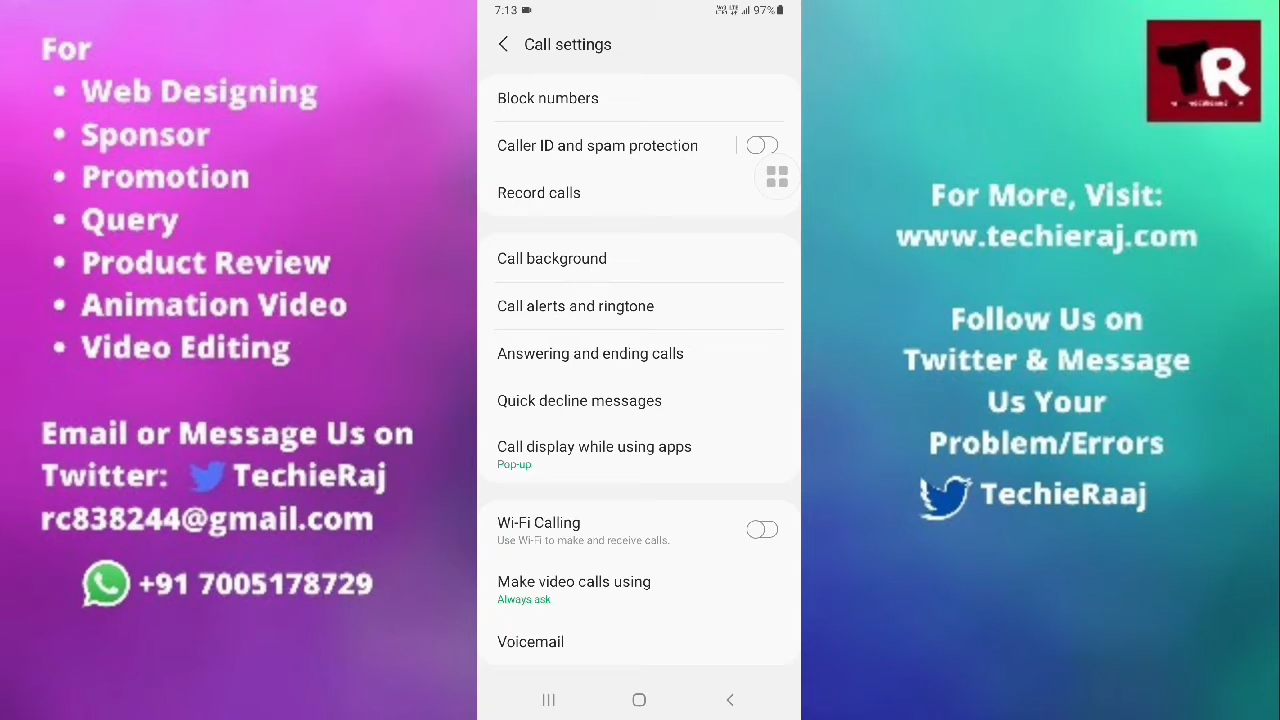 For
• Web Designing
• Sponsor
• Promotion
• Query
• Product Review
• Animation Video
• Video Editing
Email or Message Us on
Twitter: TechieRaj
rc838244@gmail.com
+91 7005178729
7:13
97%
Call settings
Block numbers
Caller ID and spam protection
Record calls
Call background
Call alerts and ringtone
Answering and ending calls
Quick decline messages
Call display while using apps
Pop-up
Wi-Fi Calling
Use Wi-Fi to make and receive calls.
Make video calls using
Always ask
Voicemail
TR
For More, Visit:
www.techieraj.com
Follow Us on
Twitter & Message
Us Your
Problem/Errors
TechieRaaj